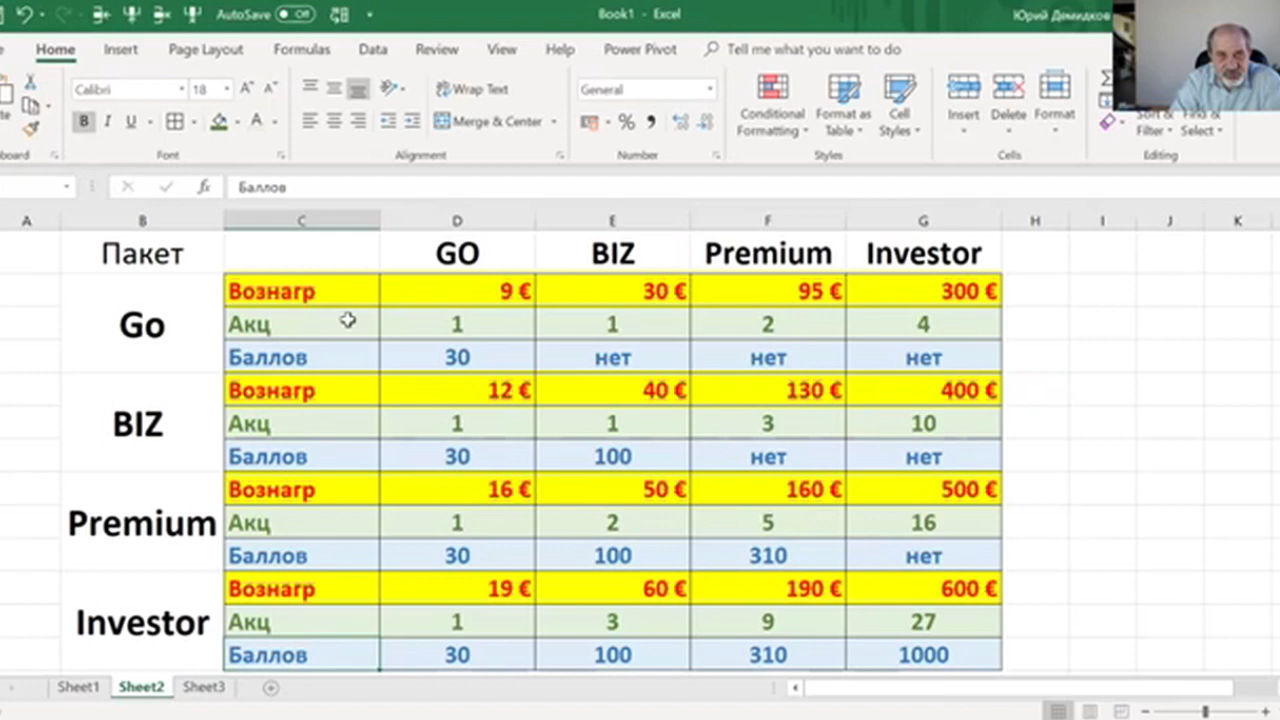 AutoSave Off Book1 - Excel Юрий Демидков
Home Insert Page Layout Formulas Data Review View Help Power Pivot Tell me what you want to do
Calibri 18 A A Wrap Text General
B I U A Merge & Center % Conditional Formatting Format as Table Cell Styles Insert Delete Format Sort & Filter Find & Select
Font Alignment Number Styles Cells Editing
fx Баллов
A B C D E F G H I J K
Пакет GO BIZ Premium Investor
Go
Вознагр 9 € 30 € 95 € 300 €
Акц 1 1 2 4
Баллов 30 нет нет нет
BIZ
Вознагр 12 € 40 € 130 € 400 €
Акц 1 1 3 10
Баллов 30 100 нет нет
Premium
Вознагр 16 € 50 € 160 € 500 €
Акц 1 2 5 16
Баллов 30 100 310 нет
Investor
Вознагр 19 € 60 € 190 € 600 €
Акц 1 3 9 27
Баллов 30 100 310 1000
Sheet1 Sheet2 Sheet3